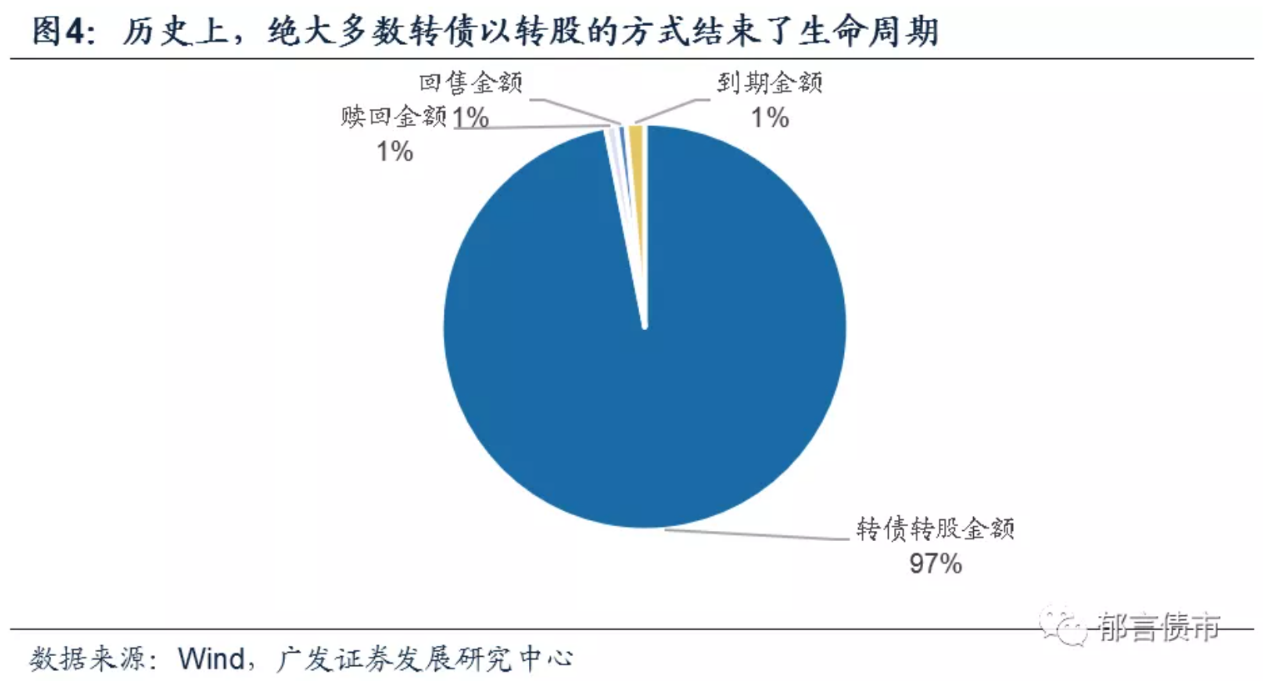 图4：历史上，绝大多数转债以转股的方式结束了生命周期
回售金额
1%
赎回金额
1%
到期金额
1%
转债转股金额
97%
郁言债市
数据来源：Wind，广发证券发展研究中心